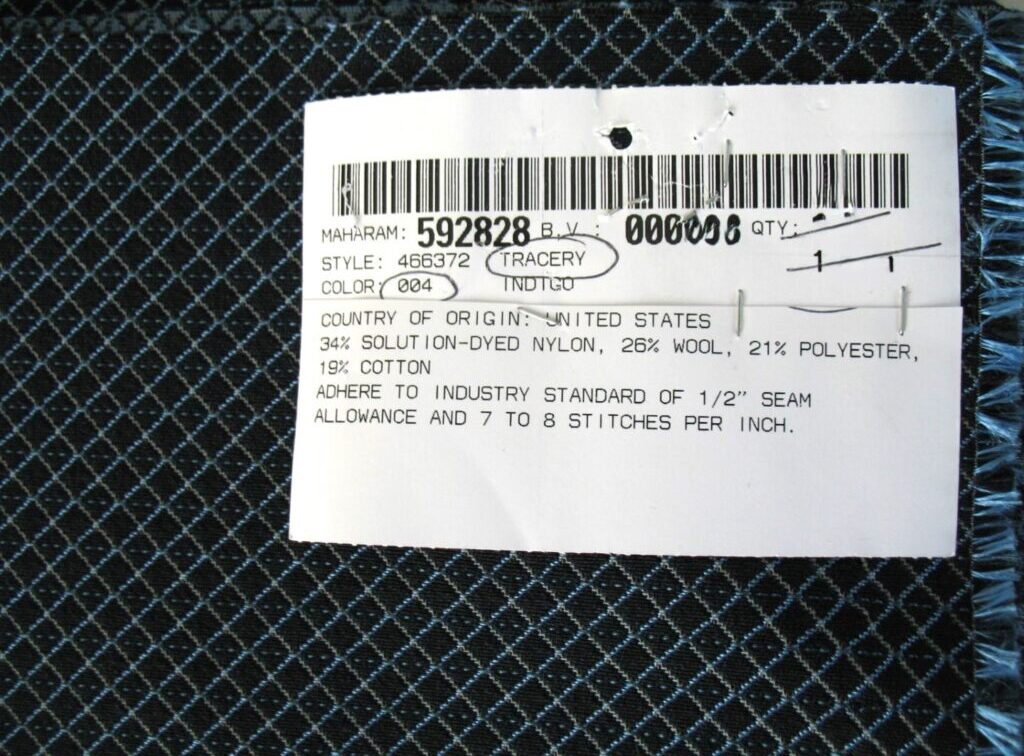 MAHARAM: 592828 B.V.: QTY:
STYLE: 466372 TRACERY 1 1
COLOR: 004 INDIGO
COUNTRY OF ORIGIN: UNITED STATES
34% SOLUTION-DYED NYLON, 26% WOOL, 21% POLYESTER,
19% COTTON
ADHERE TO INDUSTRY STANDARD OF 1/2" SEAM
ALLOWANCE AND 7 TO 8 STITCHES PER INCH.